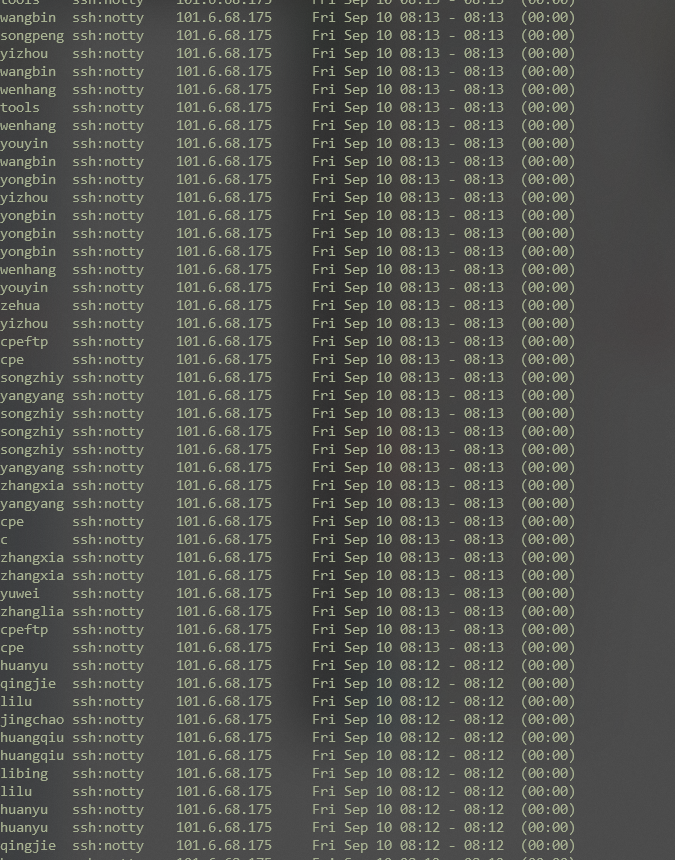 tools ssh:notty 101.6.68.175 Fri Sep 10 08:13 - 08:13 (00:00)
wangbin ssh:notty 101.6.68.175 Fri Sep 10 08:13 - 08:13 (00:00)
songpeng ssh:notty 101.6.68.175 Fri Sep 10 08:13 - 08:13 (00:00)
yizhou ssh:notty 101.6.68.175 Fri Sep 10 08:13 - 08:13 (00:00)
wangbin ssh:notty 101.6.68.175 Fri Sep 10 08:13 - 08:13 (00:00)
wenhang ssh:notty 101.6.68.175 Fri Sep 10 08:13 - 08:13 (00:00)
tools ssh:notty 101.6.68.175 Fri Sep 10 08:13 - 08:13 (00:00)
wenhang ssh:notty 101.6.68.175 Fri Sep 10 08:13 - 08:13 (00:00)
youyin ssh:notty 101.6.68.175 Fri Sep 10 08:13 - 08:13 (00:00)
wangbin ssh:notty 101.6.68.175 Fri Sep 10 08:13 - 08:13 (00:00)
yongbin ssh:notty 101.6.68.175 Fri Sep 10 08:13 - 08:13 (00:00)
yizhou ssh:notty 101.6.68.175 Fri Sep 10 08:13 - 08:13 (00:00)
yongbin ssh:notty 101.6.68.175 Fri Sep 10 08:13 - 08:13 (00:00)
yongbin ssh:notty 101.6.68.175 Fri Sep 10 08:13 - 08:13 (00:00)
yongbin ssh:notty 101.6.68.175 Fri Sep 10 08:13 - 08:13 (00:00)
wenhang ssh:notty 101.6.68.175 Fri Sep 10 08:13 - 08:13 (00:00)
youyin ssh:notty 101.6.68.175 Fri Sep 10 08:13 - 08:13 (00:00)
zehua ssh:notty 101.6.68.175 Fri Sep 10 08:13 - 08:13 (00:00)
yizhou ssh:notty 101.6.68.175 Fri Sep 10 08:13 - 08:13 (00:00)
cpeftp ssh:notty 101.6.68.175 Fri Sep 10 08:13 - 08:13 (00:00)
cpe ssh:notty 101.6.68.175 Fri Sep 10 08:13 - 08:13 (00:00)
songzhiy ssh:notty 101.6.68.175 Fri Sep 10 08:13 - 08:13 (00:00)
yangyang ssh:notty 101.6.68.175 Fri Sep 10 08:13 - 08:13 (00:00)
songzhiy ssh:notty 101.6.68.175 Fri Sep 10 08:13 - 08:13 (00:00)
songzhiy ssh:notty 101.6.68.175 Fri Sep 10 08:13 - 08:13 (00:00)
songzhiy ssh:notty 101.6.68.175 Fri Sep 10 08:13 - 08:13 (00:00)
yangyang ssh:notty 101.6.68.175 Fri Sep 10 08:13 - 08:13 (00:00)
zhangxia ssh:notty 101.6.68.175 Fri Sep 10 08:13 - 08:13 (00:00)
yangyang ssh:notty 101.6.68.175 Fri Sep 10 08:13 - 08:13 (00:00)
cpe ssh:notty 101.6.68.175 Fri Sep 10 08:13 - 08:13 (00:00)
c ssh:notty 101.6.68.175 Fri Sep 10 08:13 - 08:13 (00:00)
zhangxia ssh:notty 101.6.68.175 Fri Sep 10 08:13 - 08:13 (00:00)
zhangxia ssh:notty 101.6.68.175 Fri Sep 10 08:13 - 08:13 (00:00)
yuwei ssh:notty 101.6.68.175 Fri Sep 10 08:13 - 08:13 (00:00)
zhanglia ssh:notty 101.6.68.175 Fri Sep 10 08:13 - 08:13 (00:00)
cpeftp ssh:notty 101.6.68.175 Fri Sep 10 08:13 - 08:13 (00:00)
cpe ssh:notty 101.6.68.175 Fri Sep 10 08:13 - 08:13 (00:00)
huanyu ssh:notty 101.6.68.175 Fri Sep 10 08:12 - 08:12 (00:00)
qingjie ssh:notty 101.6.68.175 Fri Sep 10 08:12 - 08:12 (00:00)
lilu ssh:notty 101.6.68.175 Fri Sep 10 08:12 - 08:12 (00:00)
jingchao ssh:notty 101.6.68.175 Fri Sep 10 08:12 - 08:12 (00:00)
huangqiu ssh:notty 101.6.68.175 Fri Sep 10 08:12 - 08:12 (00:00)
huangqiu ssh:notty 101.6.68.175 Fri Sep 10 08:12 - 08:12 (00:00)
libing ssh:notty 101.6.68.175 Fri Sep 10 08:12 - 08:12 (00:00)
lilu ssh:notty 101.6.68.175 Fri Sep 10 08:12 - 08:12 (00:00)
huanyu ssh:notty 101.6.68.175 Fri Sep 10 08:12 - 08:12 (00:00)
huanyu ssh:notty 101.6.68.175 Fri Sep 10 08:12 - 08:12 (00:00)
qingjie ssh:notty 101.6.68.175 Fri Sep 10 08:12 - 08:12 (00:00)